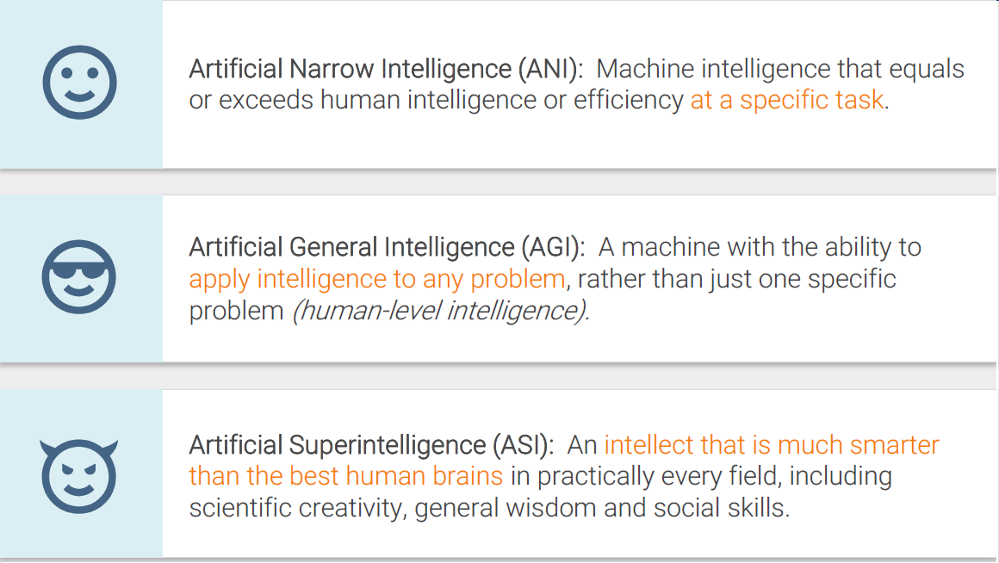 Artificial Narrow Intelligence (ANI): Machine intelligence that equals
or exceeds human intelligence or efficiency at a specific task.
Artificial General Intelligence (AGI): A machine with the ability to
apply intelligence to any problem, rather than just one specific
problem (human-level intelligence).
Artificial Superintelligence (ASI): An intellect that is much smarter
than the best human brains in practically every field, including
scientific creativity, general wisdom and social skills.